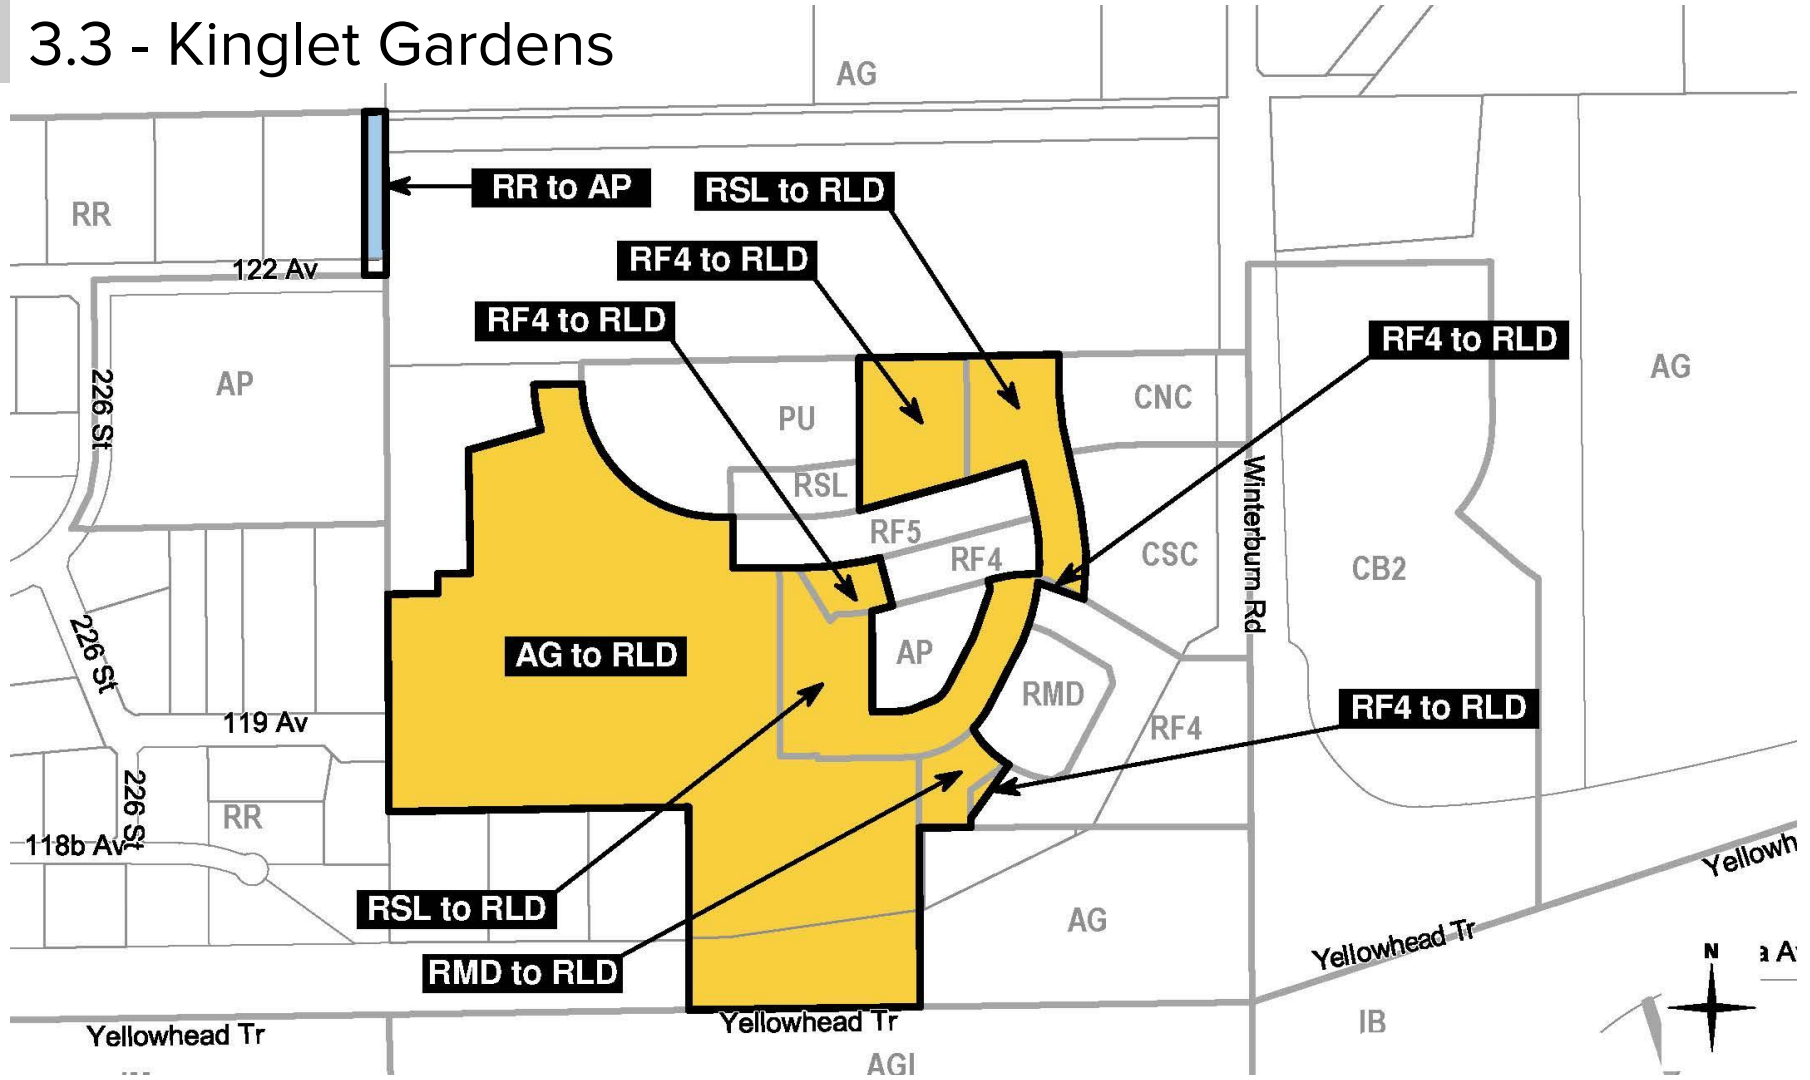 3.3 - Kinglet Gardens
AG
RR to AP
RSL to RLD
RR
RF4 to RLD
122 Av
RF4 to RLD
RF4 to RLD
AP
226 St
AG
CNC
PU
RSL
Winterburn Rd
RF5
RF4
CSC
CB2
226 St
AG to RLD
AP
RMD
RF4 to RLD
119 Av
RF4
226 St
RR
118b Av
RSL to RLD
AG
Yellowh
Yellowhead Tr
RMD to RLD
N
a A
Yellowhead Tr
Yellowhead Tr
IB
AGI